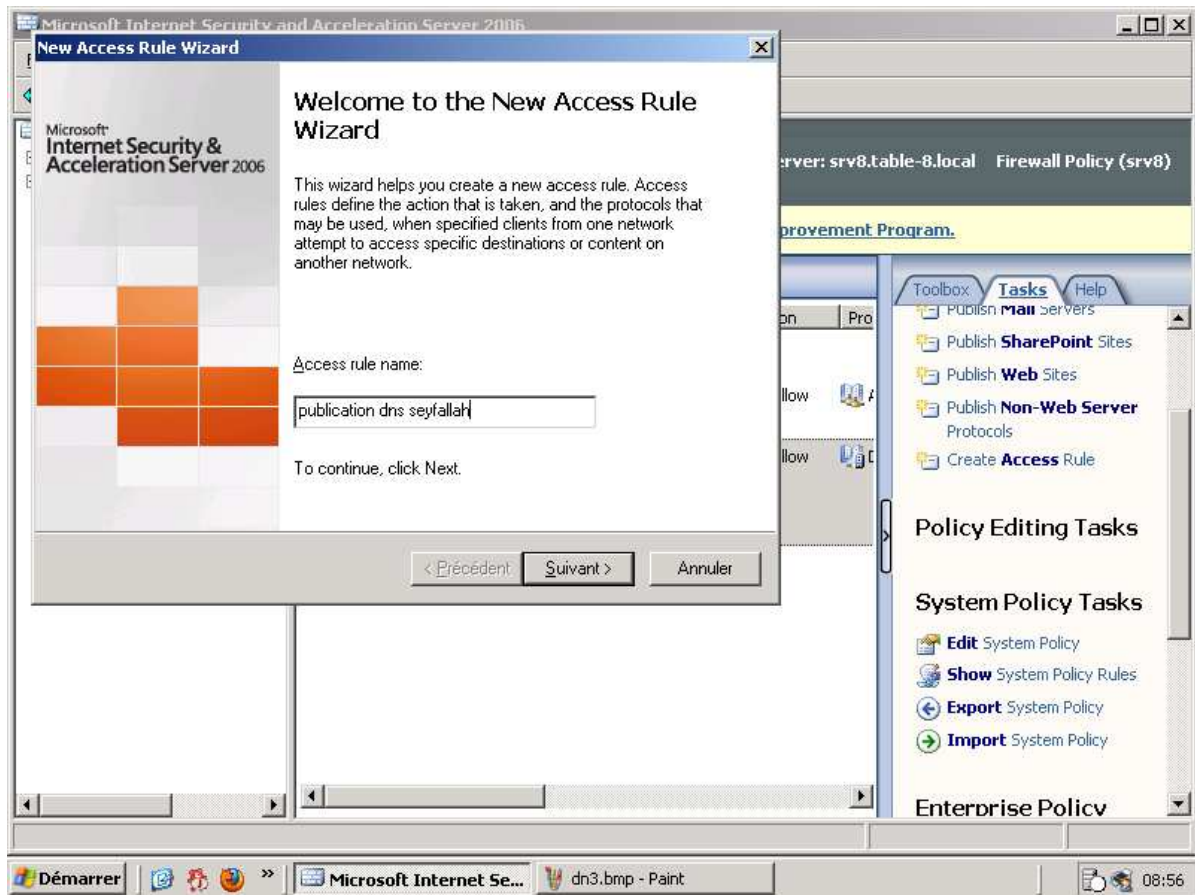 Microsoft Internet Security and Acceleration Server 2006
New Access Rule Wizard
Microsoft
Internet Security &
Acceleration Server 2006
Welcome to the New Access Rule
Wizard
This wizard helps you create a new access rule. Access
rules define the action that is taken, and the protocols that
may be used, when specified clients from one network
attempt to access specific destinations or content on
another network.
Access rule name:
publication dns seyfallah
To continue, click Next.
< Précédent
Suivant >
Annuler
erver: srv8.table-8.local Firewall Policy (srv8)
provement Program.
on Pro
llow A
llow D
Toolbox Tasks Help
Publish Mail Servers
Publish SharePoint Sites
Publish Web Sites
Publish Non-Web Server
Protocols
Create Access Rule
Policy Editing Tasks
System Policy Tasks
Edit System Policy
Show System Policy Rules
Export System Policy
Import System Policy
Enterprise Policy
Démarrer
»
Microsoft Internet Se...
dn3.bmp - Paint
08:56